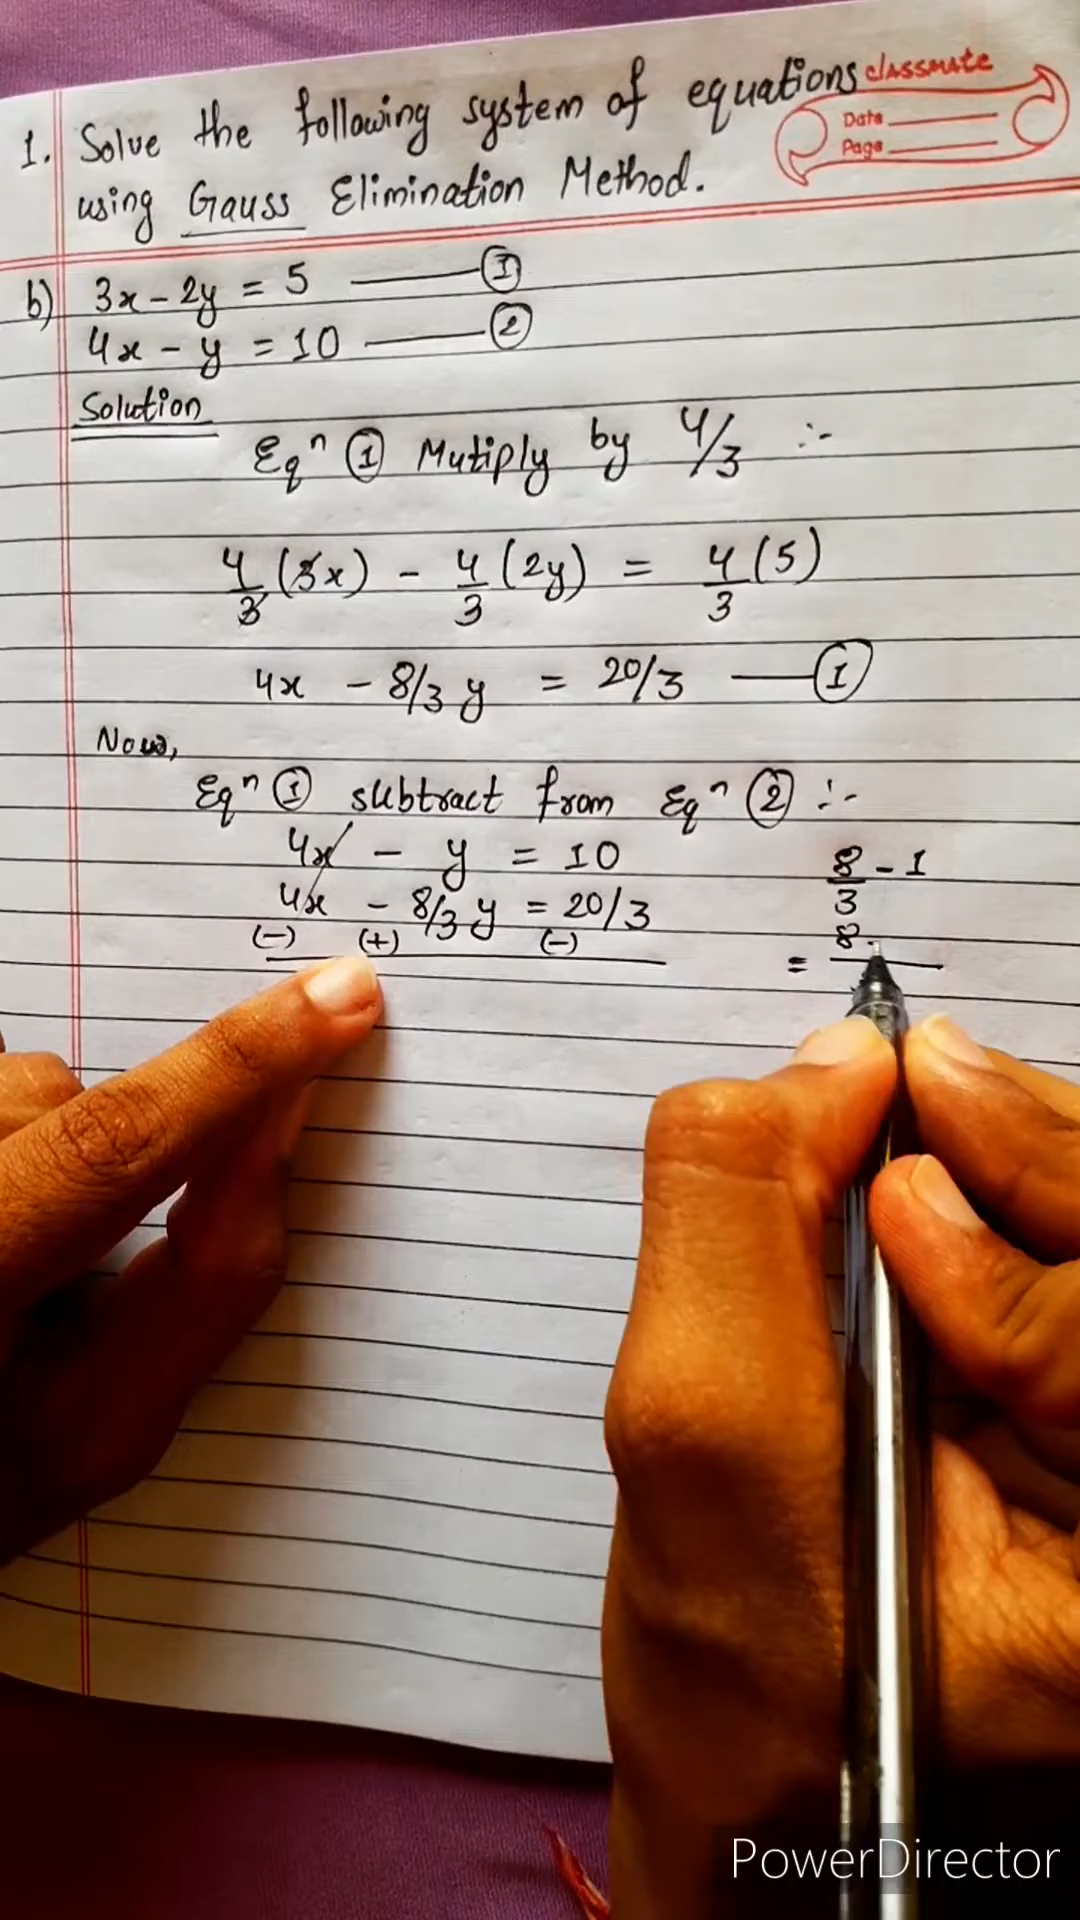 classmate
Date
Page
1. Solve the following system of equations
using Gauss Elimination Method.
b) 3x - 2y = 5 —— ①
4x - y = 10 —— ②
Solution
Eqⁿ ① Mutiply by 4/3 :-
4/3 (3x) - 4/3 (2y) = 4/3 (5)
4x - 8/3 y = 20/3 —— ①
Now,
Eqⁿ ① subtract from Eqⁿ ② :-
4x - y = 10
4x - 8/3 y = 20/3
(-) (+) (-)
8/3 - 1
= 8 -
PowerDirector